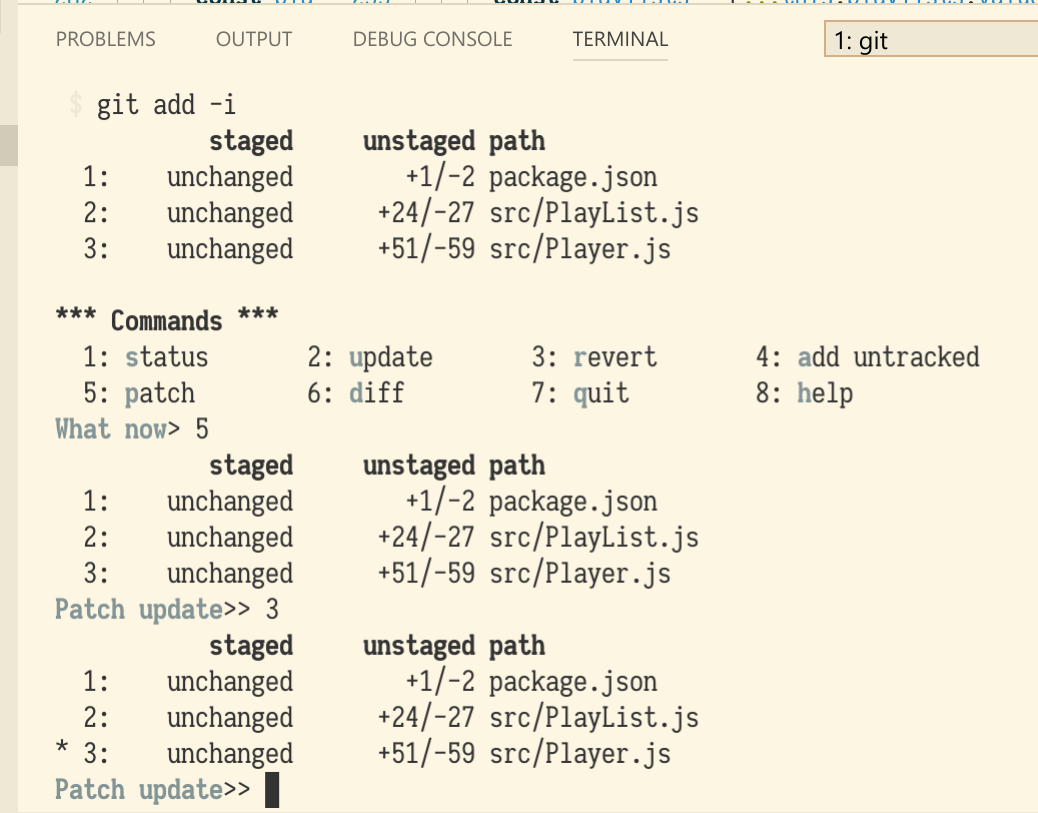 PROBLEMS OUTPUT DEBUG CONSOLE TERMINAL 1: git
$ git add -i
staged unstaged path
1: unchanged +1/-2 package.json
2: unchanged +24/-27 src/PlayList.js
3: unchanged +51/-59 src/Player.js
*** Commands ***
1: status 2: update 3: revert 4: add untracked
5: patch 6: diff 7: quit 8: help
What now> 5
staged unstaged path
1: unchanged +1/-2 package.json
2: unchanged +24/-27 src/PlayList.js
3: unchanged +51/-59 src/Player.js
Patch update>> 3
staged unstaged path
1: unchanged +1/-2 package.json
2: unchanged +24/-27 src/PlayList.js
* 3: unchanged +51/-59 src/Player.js
Patch update>>